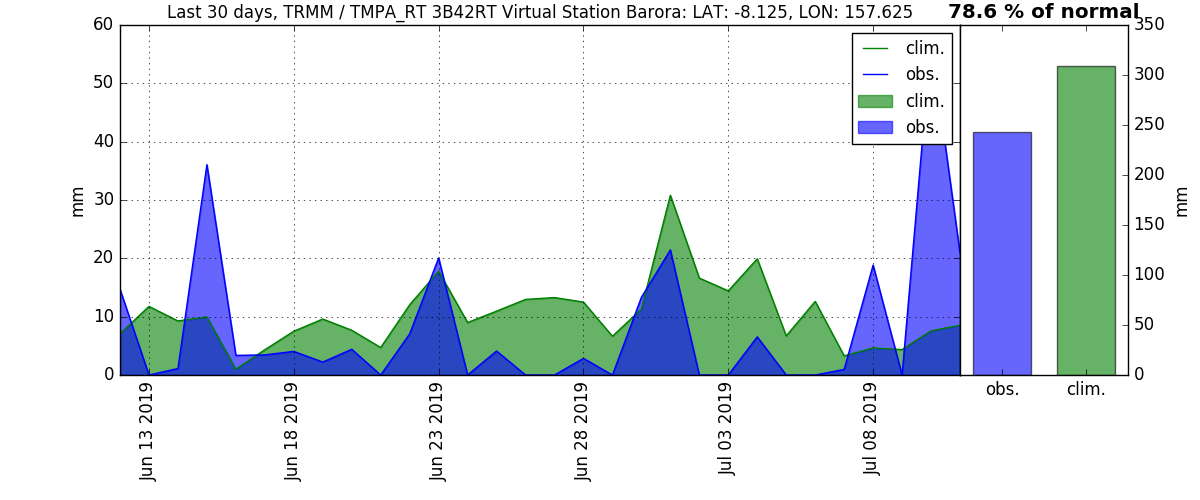 Last 30 days, TRMM / TMPA_RT 3B42RT Virtual Station Barora: LAT: -8.125, LON: 157.625
78.6 % of normal
60
50
40
30
20
10
0
mm
clim.
obs.
clim.
obs.
350
300
250
200
150
100
50
0
mm
obs.
clim.
Jun 13 2019
Jun 18 2019
Jun 23 2019
Jun 28 2019
Jul 03 2019
Jul 08 2019